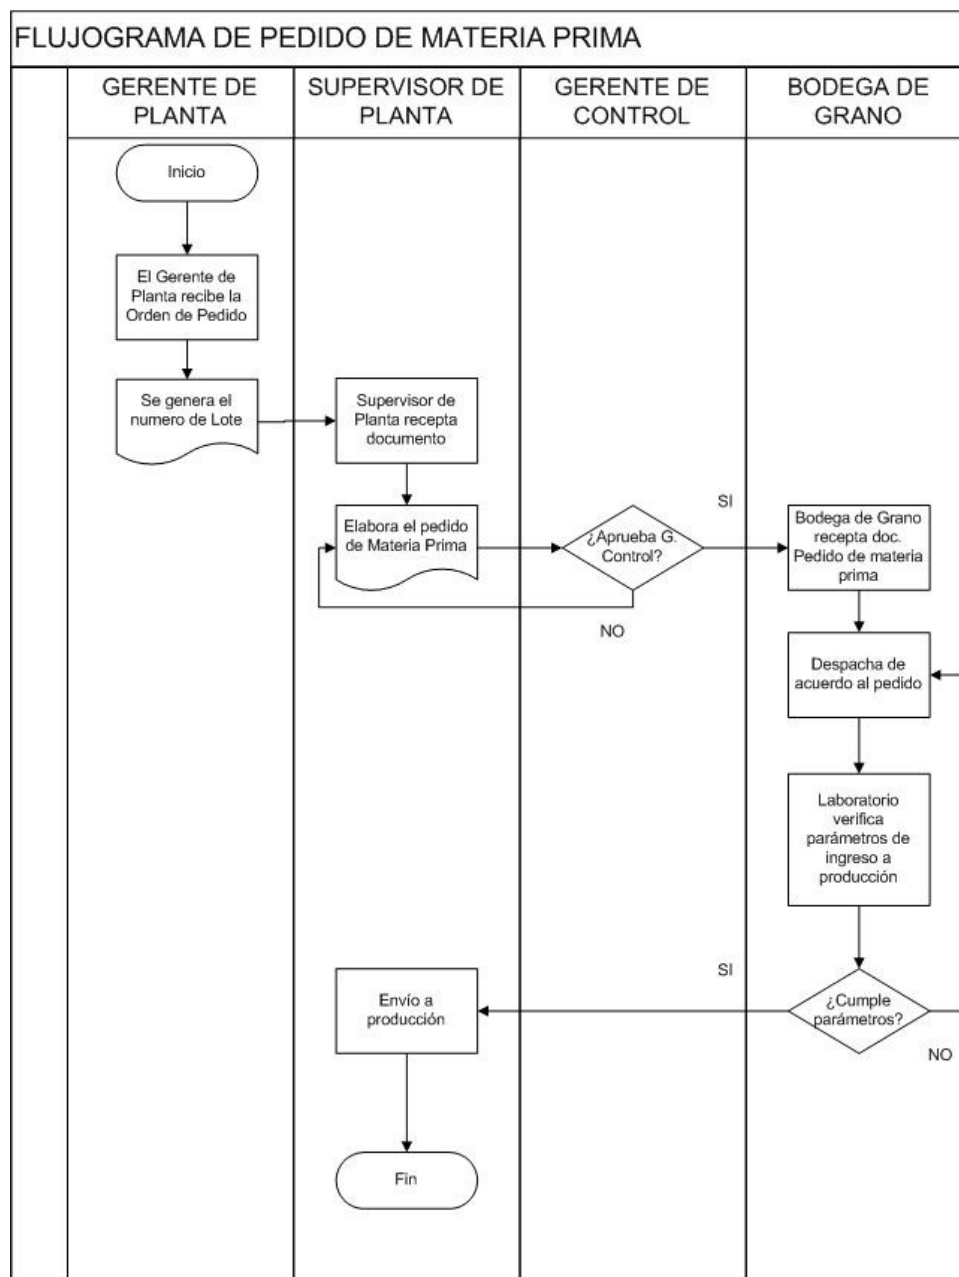 FLUJOGRAMA DE PEDIDO DE MATERIA PRIMA
GERENTE DE
PLANTA
SUPERVISOR DE
PLANTA
GERENTE DE
CONTROL
BODEGA DE
GRANO
Inicio
El Gerente de
Planta recibe la
Orden de Pedido
Se genera el
numero de Lote
Supervisor de
Planta recepta
documento
Elabora el pedido
de Materia Prima
¿Aprueba G.
Control?
SI
NO
Bodega de Grano
recepta doc.
Pedido de materia
prima
Despacha de
acuerdo al pedido
Laboratorio
verifica
parámetros de
ingreso a
producción
¿Cumple
parámetros?
SI
NO
Envío a
producción
Fin